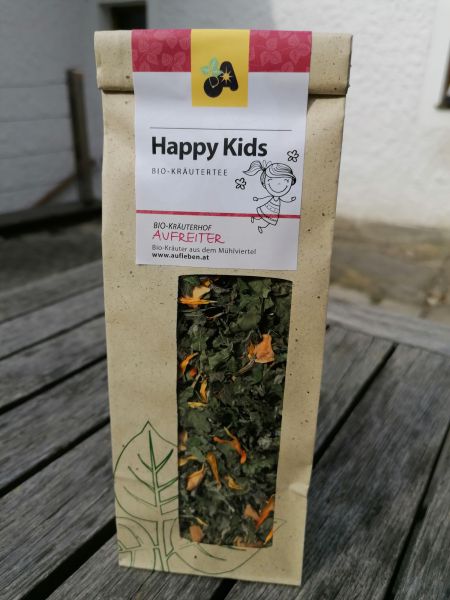 Happy Kids
BIO-KRÄUTERTEE
BIO-KRÄUTERHOF
AUFREITER
Bio-Kräuter aus dem Mühlviertel
www.aufleben.at